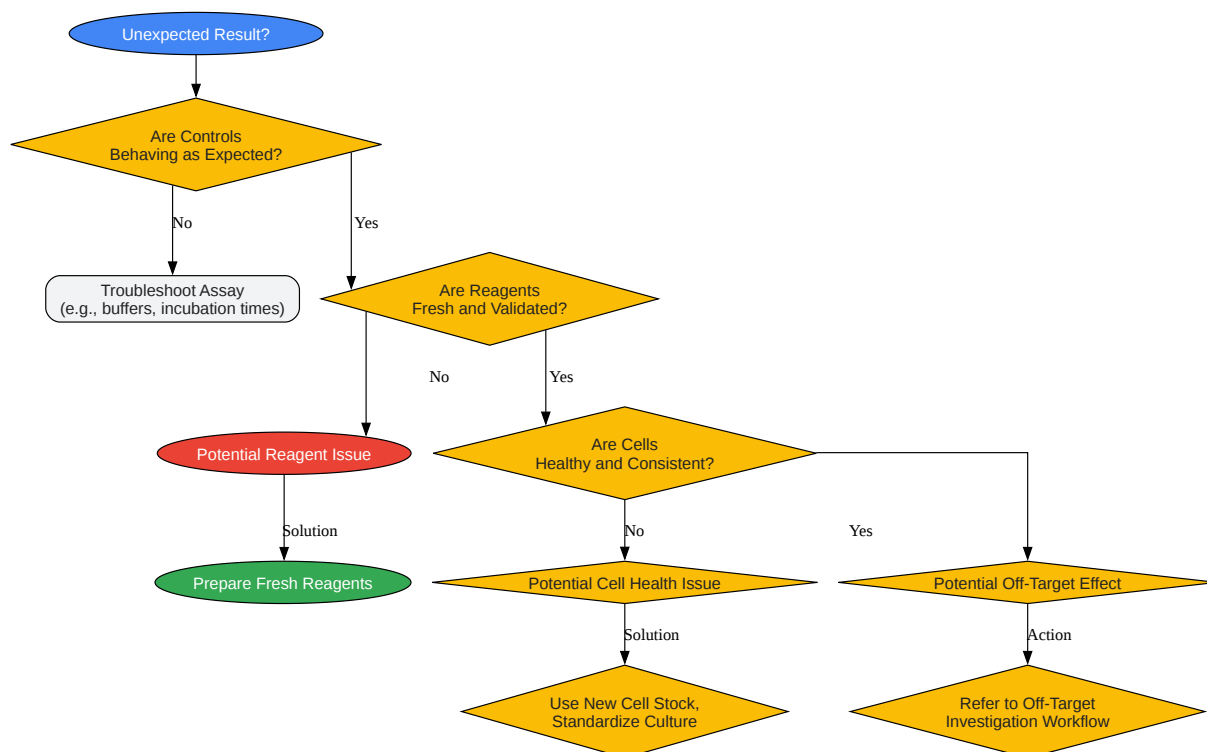 Unexpected Result?
Are Controls
Behaving as Expected?
No
Yes
Troubleshoot Assay
(e.g., buffers, incubation times)
Are Reagents
Fresh and Validated?
No
Yes
Potential Reagent Issue
Are Cells
Healthy and Consistent?
Solution
No
Yes
Prepare Fresh Reagents
Potential Cell Health Issue
Potential Off-Target Effect
Solution
Action
Use New Cell Stock,
Standardize Culture
Refer to Off-Target
Investigation Workflow